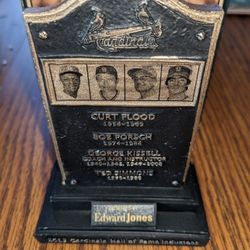 Cardinals
CURT FLOOD
1958-1969
BOB FORSCH
1974-1988
GEORGE KISSELL
COACH AND INSTRUCTOR
1940-1942, 1946-2008
TED SIMMONS
1968-1980
Edward Jones
2015 Cardinals Hall of Fame Inductees